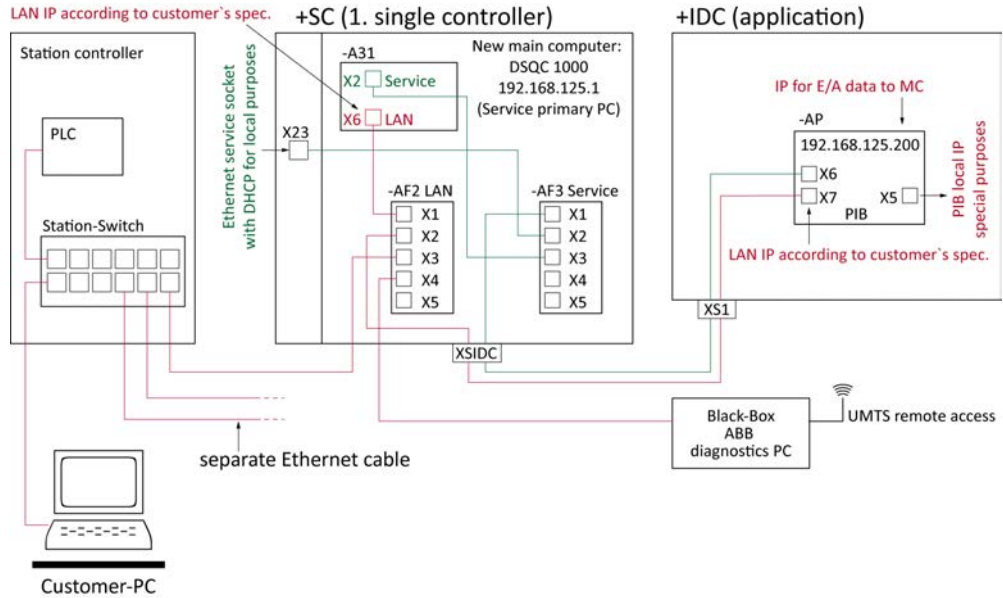 LAN IP according to customer`s spec.
+SC (1. single controller)
+IDC (application)
Station controller
PLC
Station-Switch
Ethernet service socket
with DHCP for local purposes
X23
-A31
X2 Service
X6 LAN
New main computer:
DSQC 1000
192.168.125.1
(Service primary PC)
-AF2 LAN
X1
X2
X3
X4
X5
-AF3 Service
X1
X2
X3
X4
X5
XSIDC
IP for E/A data to MC
-AP
192.168.125.200
X6
X7
X5
PIB
PIB local IP
special purposes
LAN IP according to customer`s spec.
XS1
separate Ethernet cable
Black-Box
ABB
diagnostics PC
UMTS remote access
Customer-PC